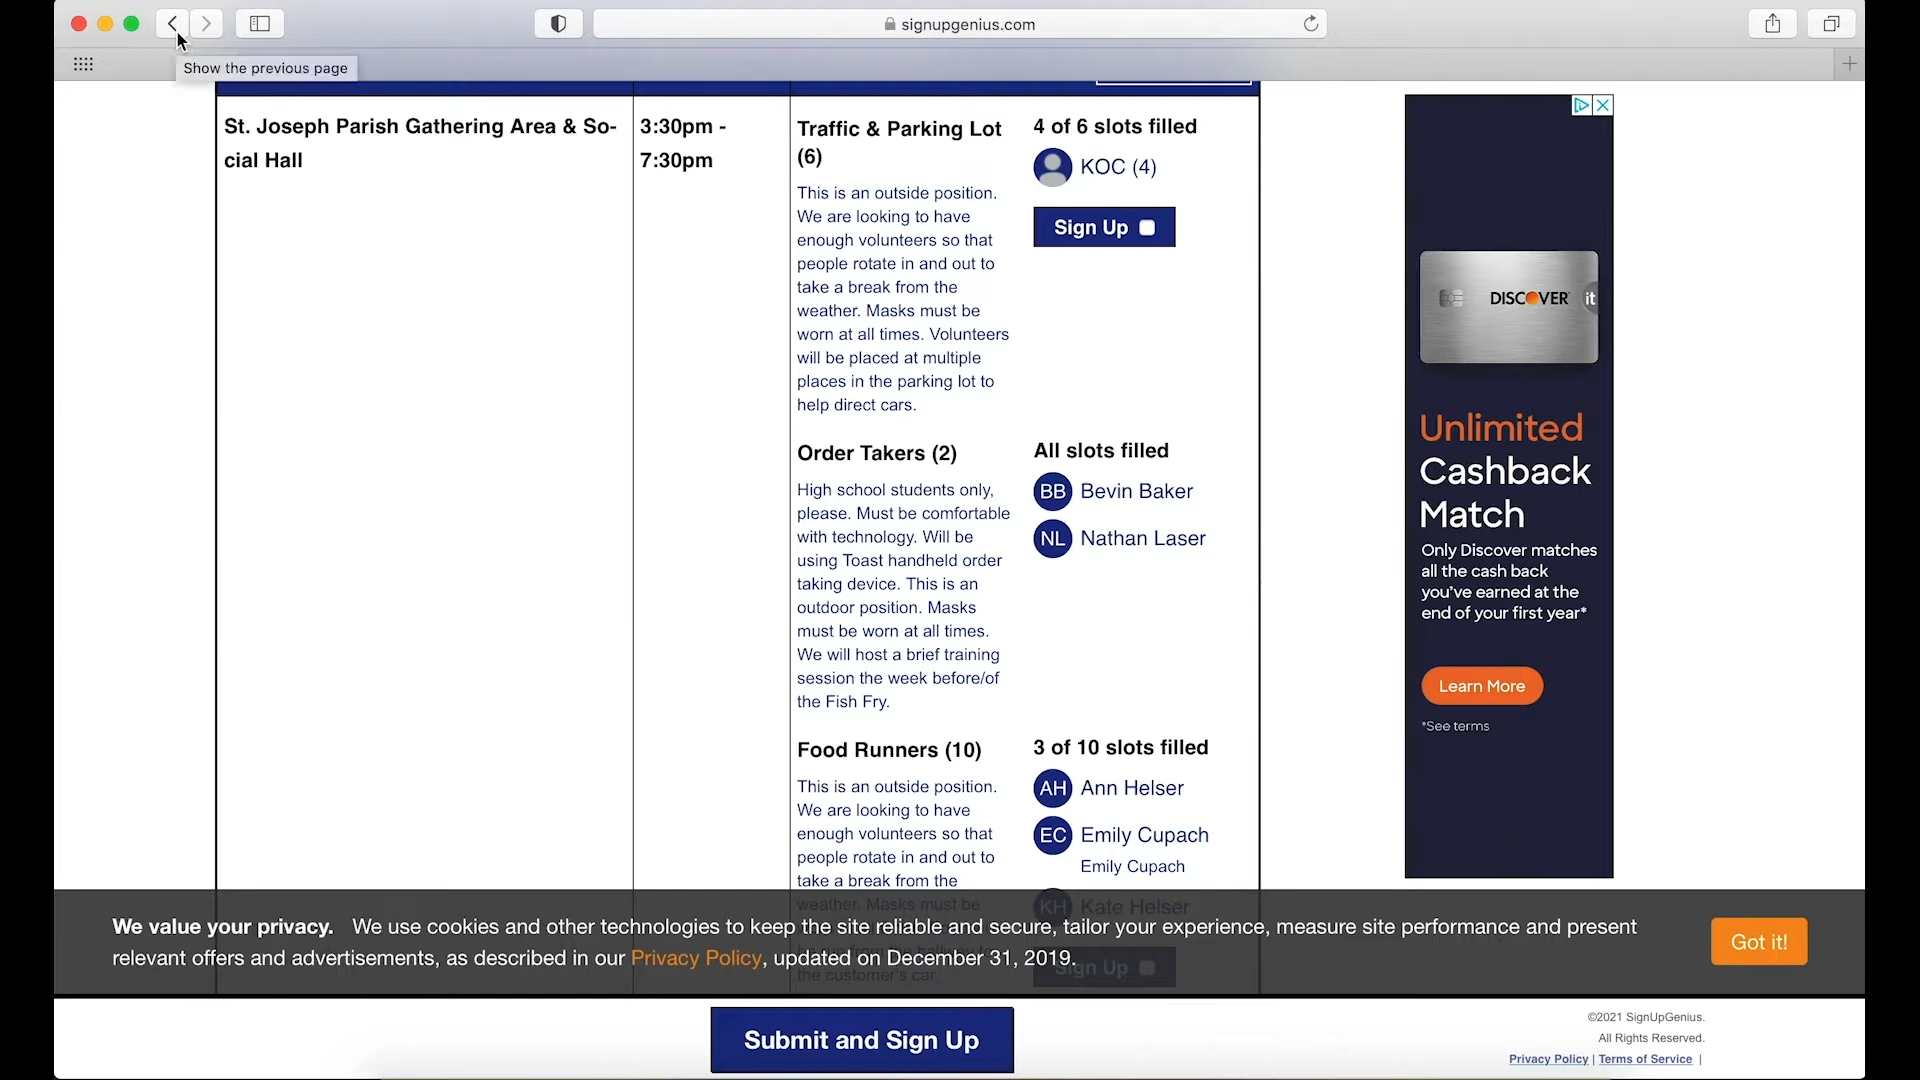 signupgenius.com
Show the previous page
St. Joseph Parish Gathering Area & So-
cial Hall
3:30pm -
7:30pm
Traffic & Parking Lot
(6)
This is an outside position.
We are looking to have
enough volunteers so that
people rotate in and out to
take a break from the
weather. Masks must be
worn at all times. Volunteers
will be placed at multiple
places in the parking lot to
help direct cars.
4 of 6 slots filled
KOC (4)
Sign Up
Order Takers (2)
High school students only,
please. Must be comfortable
with technology. Will be
using Toast handheld order
taking device. This is an
outdoor position. Masks
must be worn at all times.
We will host a brief training
session the week before/of
the Fish Fry.
All slots filled
BB Bevin Baker
NL Nathan Laser
Food Runners (10)
This is an outside position.
We are looking to have
enough volunteers so that
people rotate in and out to
take a break from the
weather. Masks must be
the customer's car.
3 of 10 slots filled
AH Ann Helser
EC Emily Cupach
Emily Cupach
KH Kate Helser
Sign Up
DISCOVER it
Unlimited
Cashback
Match
Only Discover matches
all the cash back
you've earned at the
end of your first year*
Learn More
*See terms
We value your privacy. We use cookies and other technologies to keep the site reliable and secure, tailor your experience, measure site performance and present
relevant offers and advertisements, as described in our Privacy Policy, updated on December 31, 2019.
Got it!
Submit and Sign Up
©2021 SignUpGenius.
All Rights Reserved.
Privacy Policy | Terms of Service |